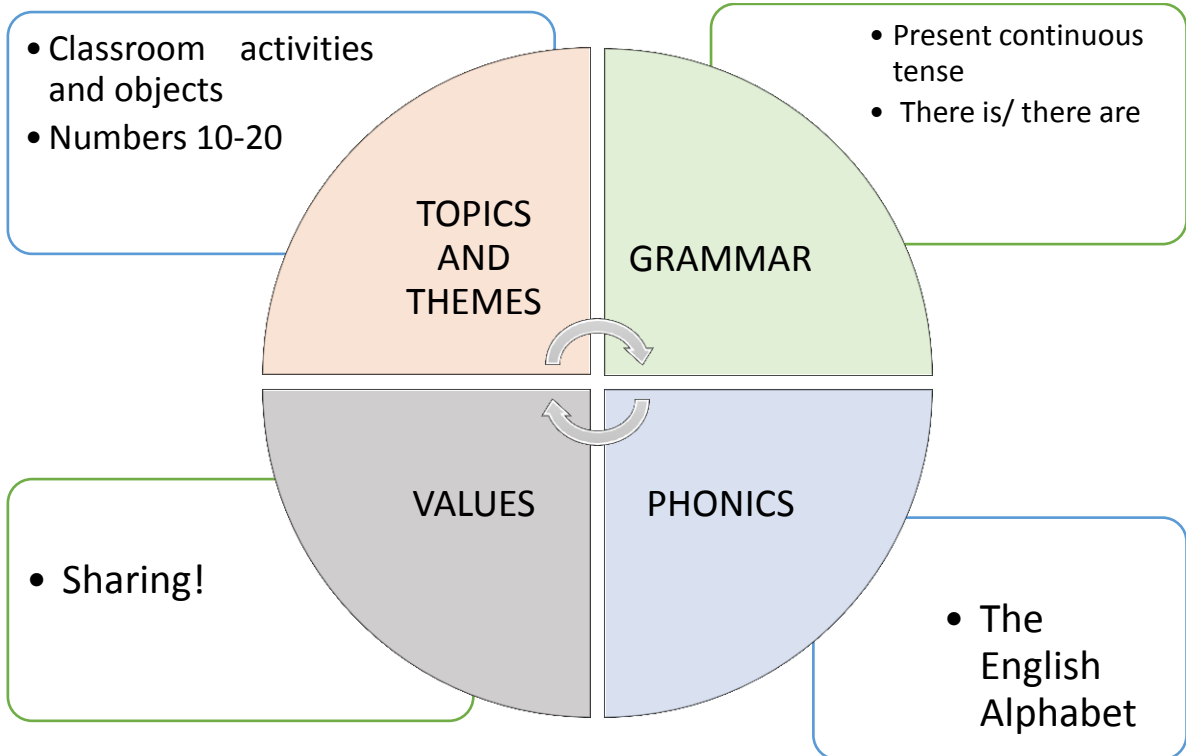 • Classroom activities
and objects
• Numbers 10-20
• Present continuous
tense
• There is/ there are
TOPICS
AND
THEMES
GRAMMAR
VALUES
PHONICS
• Sharing!
• The
English
Alphabet